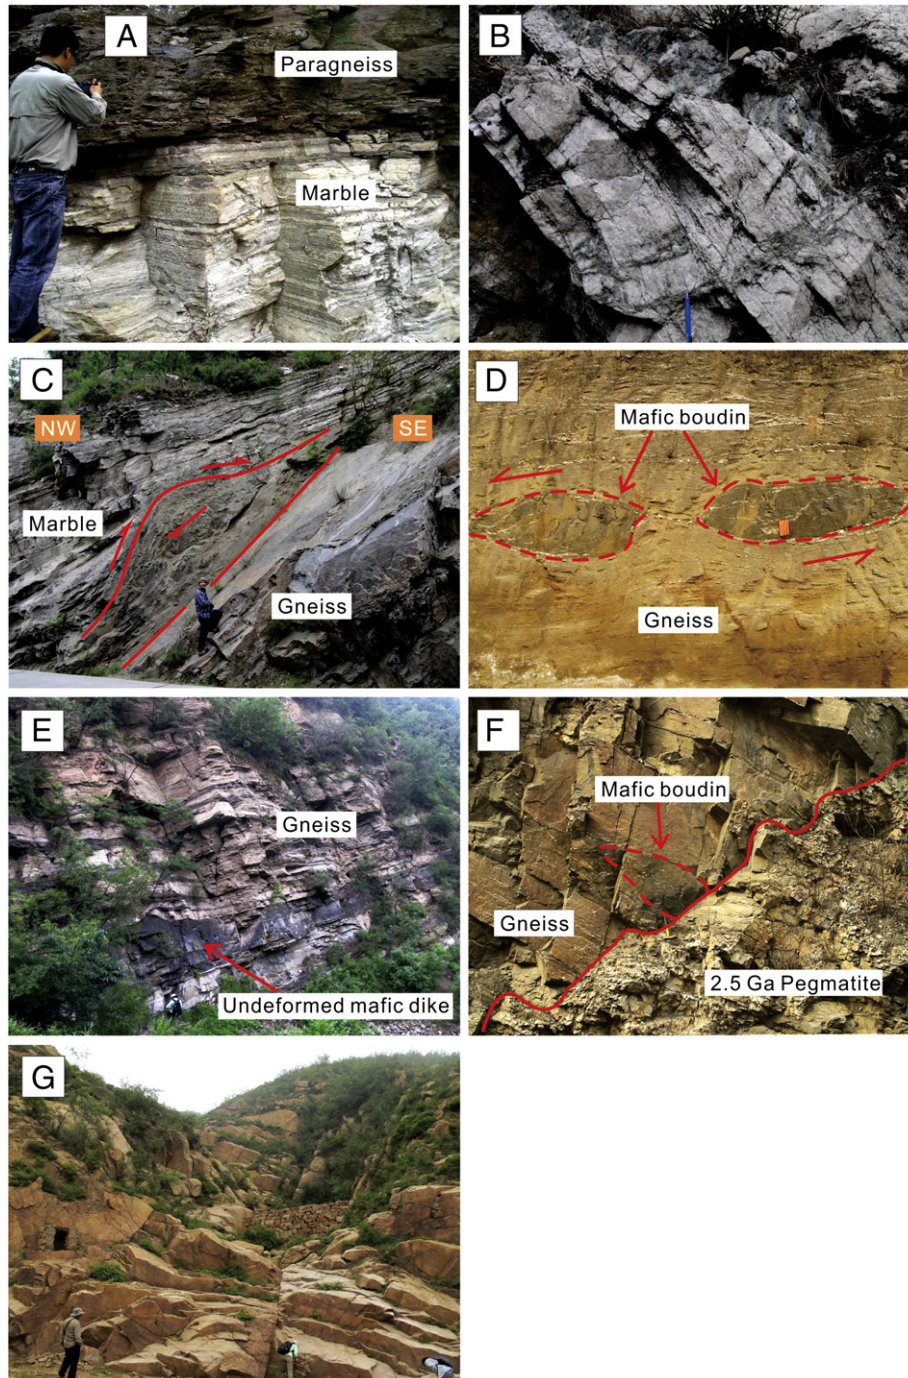 A
Paragneiss
Marble
B
C
NW
SE
Marble
Gneiss
D
Mafic boudin
Gneiss
E
Gneiss
Undeformed mafic dike
F
Mafic boudin
Gneiss
2.5 Ga Pegmatite
G